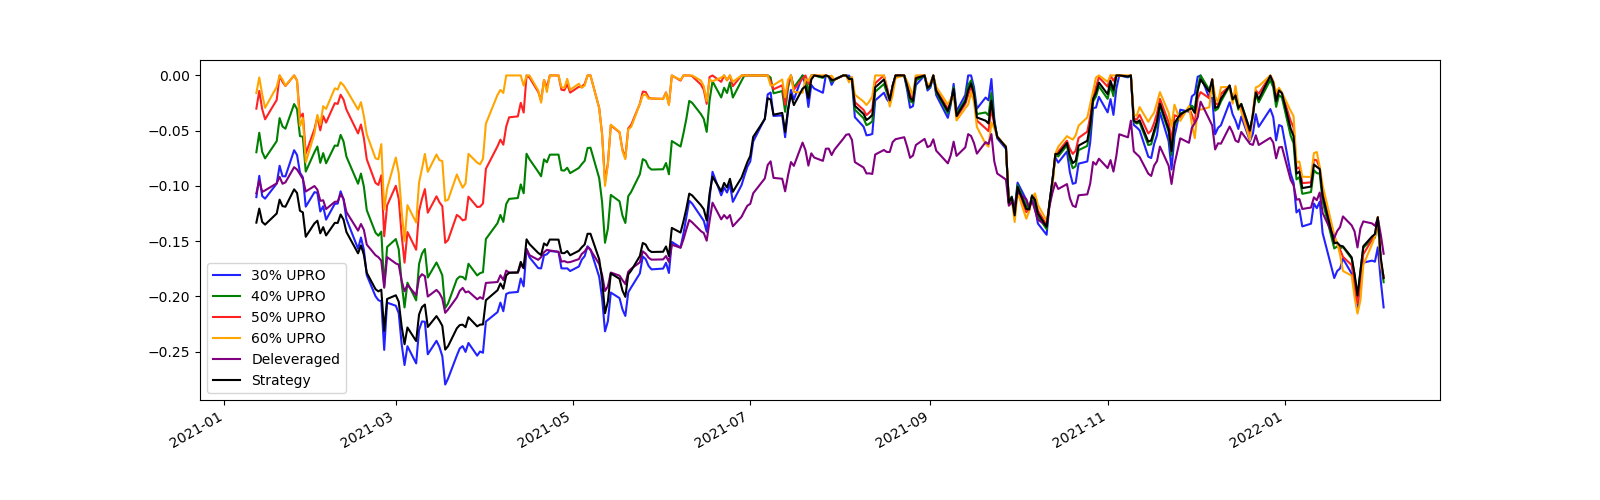 0.00
−0.05
−0.10
−0.15
−0.20
−0.25
30% UPRO
40% UPRO
50% UPRO
60% UPRO
Deleveraged
Strategy
2021-01
2021-03
2021-05
2021-07
2021-09
2021-11
2022-01